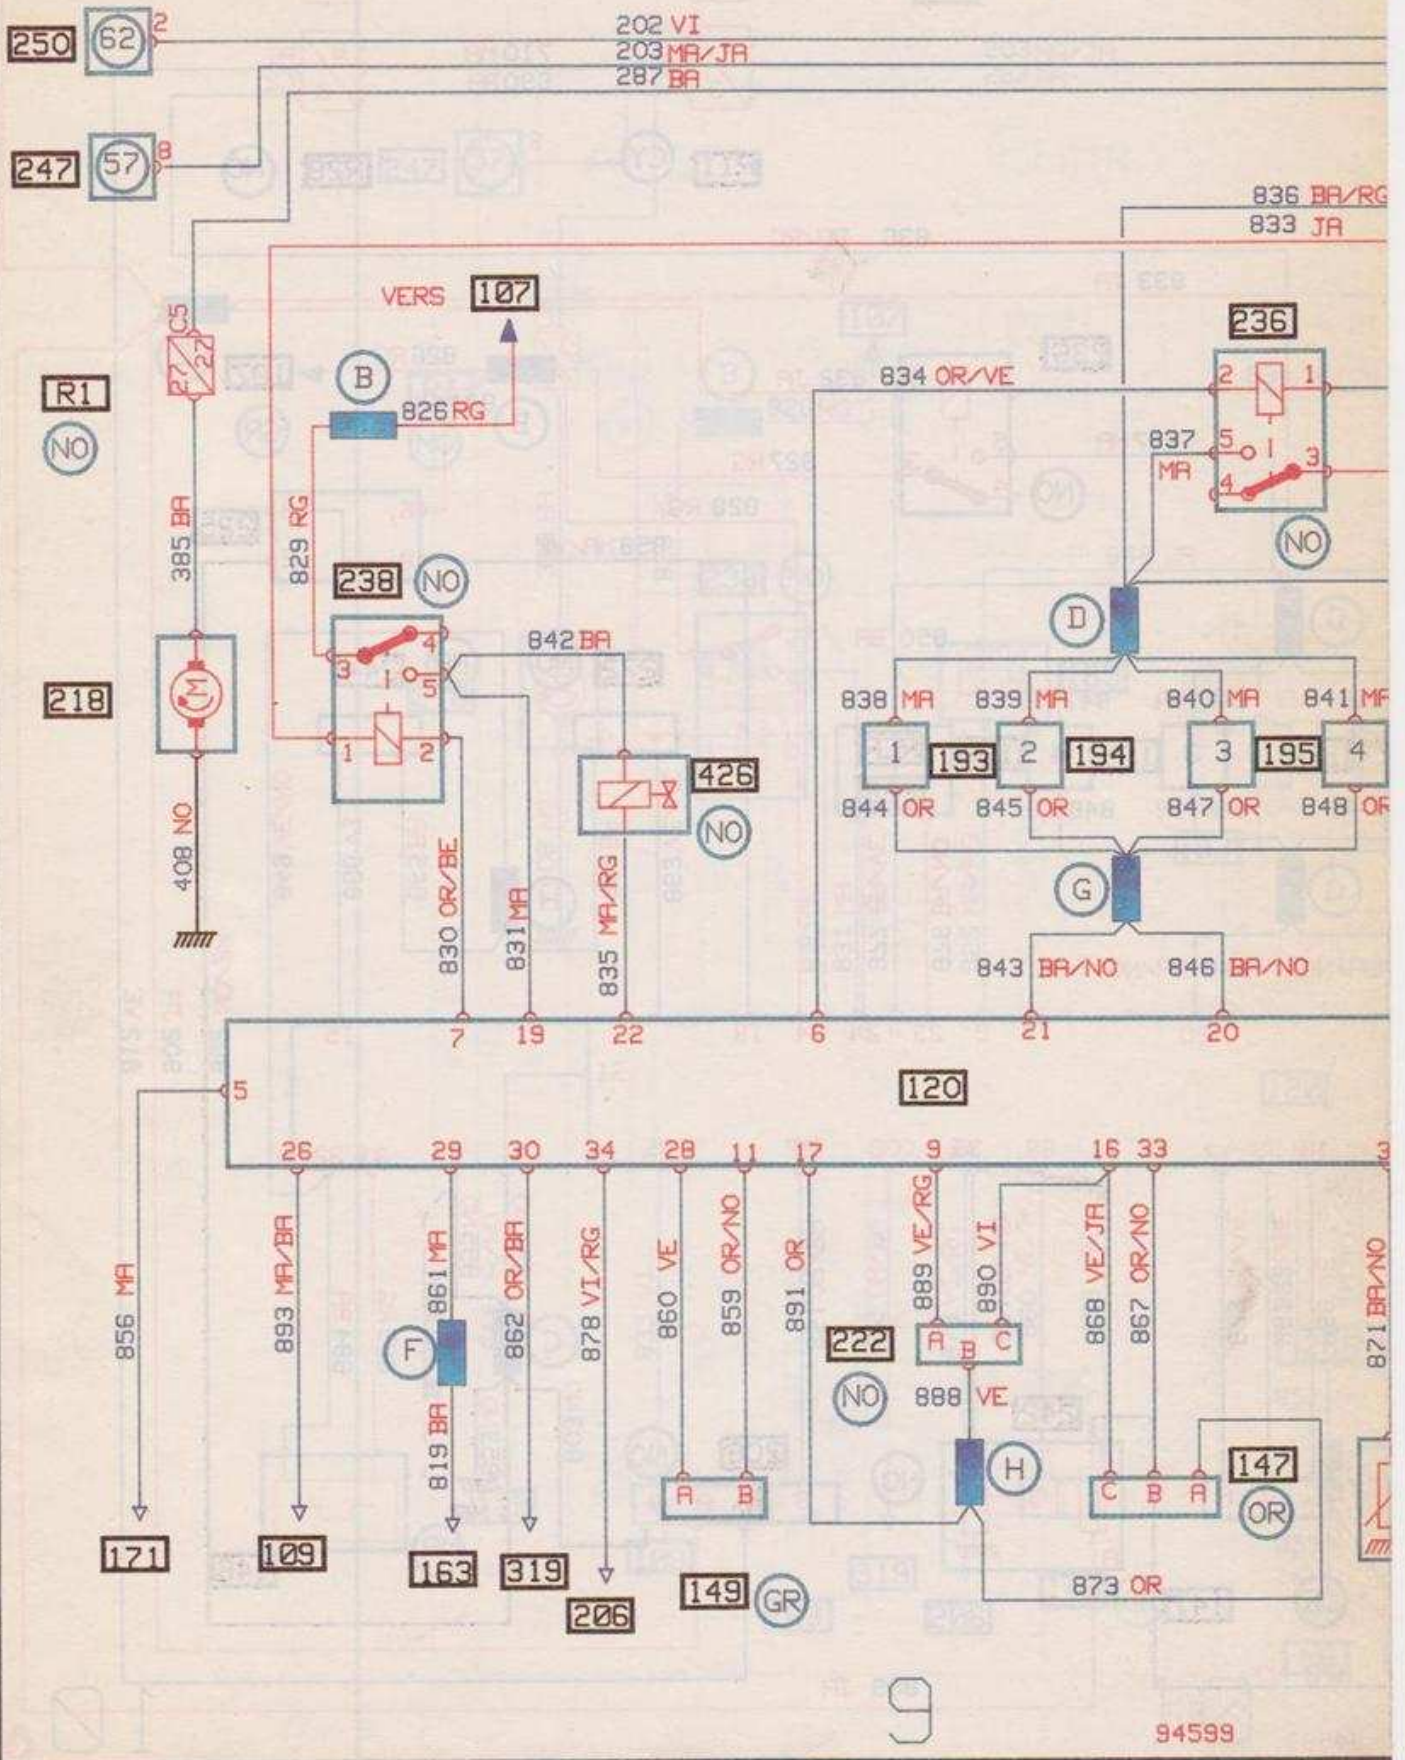 202 VI
250 62 2
203 MA/JA
287 BA
247 57 8
836 BA/RG
833 JA
VERS 107
C5
27 27
236
B
834 OR/VE
2 1
R1
826 RG
NO
837
MA
5 3
4
385 BA
829 RG
238 NO
NO
D
842 BA
4
3
5
M
218
838 MA
839 MA
840 MA
841 MA
1 2
1 193 2 194 3 195 4
426
NO
844 OR
845 OR
847 OR
848 OR
408 NO
G
830 OR/BE
831 MA
835 MA/RG
843 BA/NO
846 BA/NO
7 19 22 6 21 20
5
120
26 29 30 34 28 11 17 9 16 33 3
856 MA
893 MA/BA
861 MA
862 OR/BA
878 VI/RG
860 VE
859 OR/NO
891 OR
889 VE/RG
890 VI
868 VE/JA
867 OR/NO
871 BA/NO
F
222
A B C
NO
888 VE
819 BA
H
A B
C B A
147
OR
171
109
163
319
206
149 GR
873 OR
01
9
94599